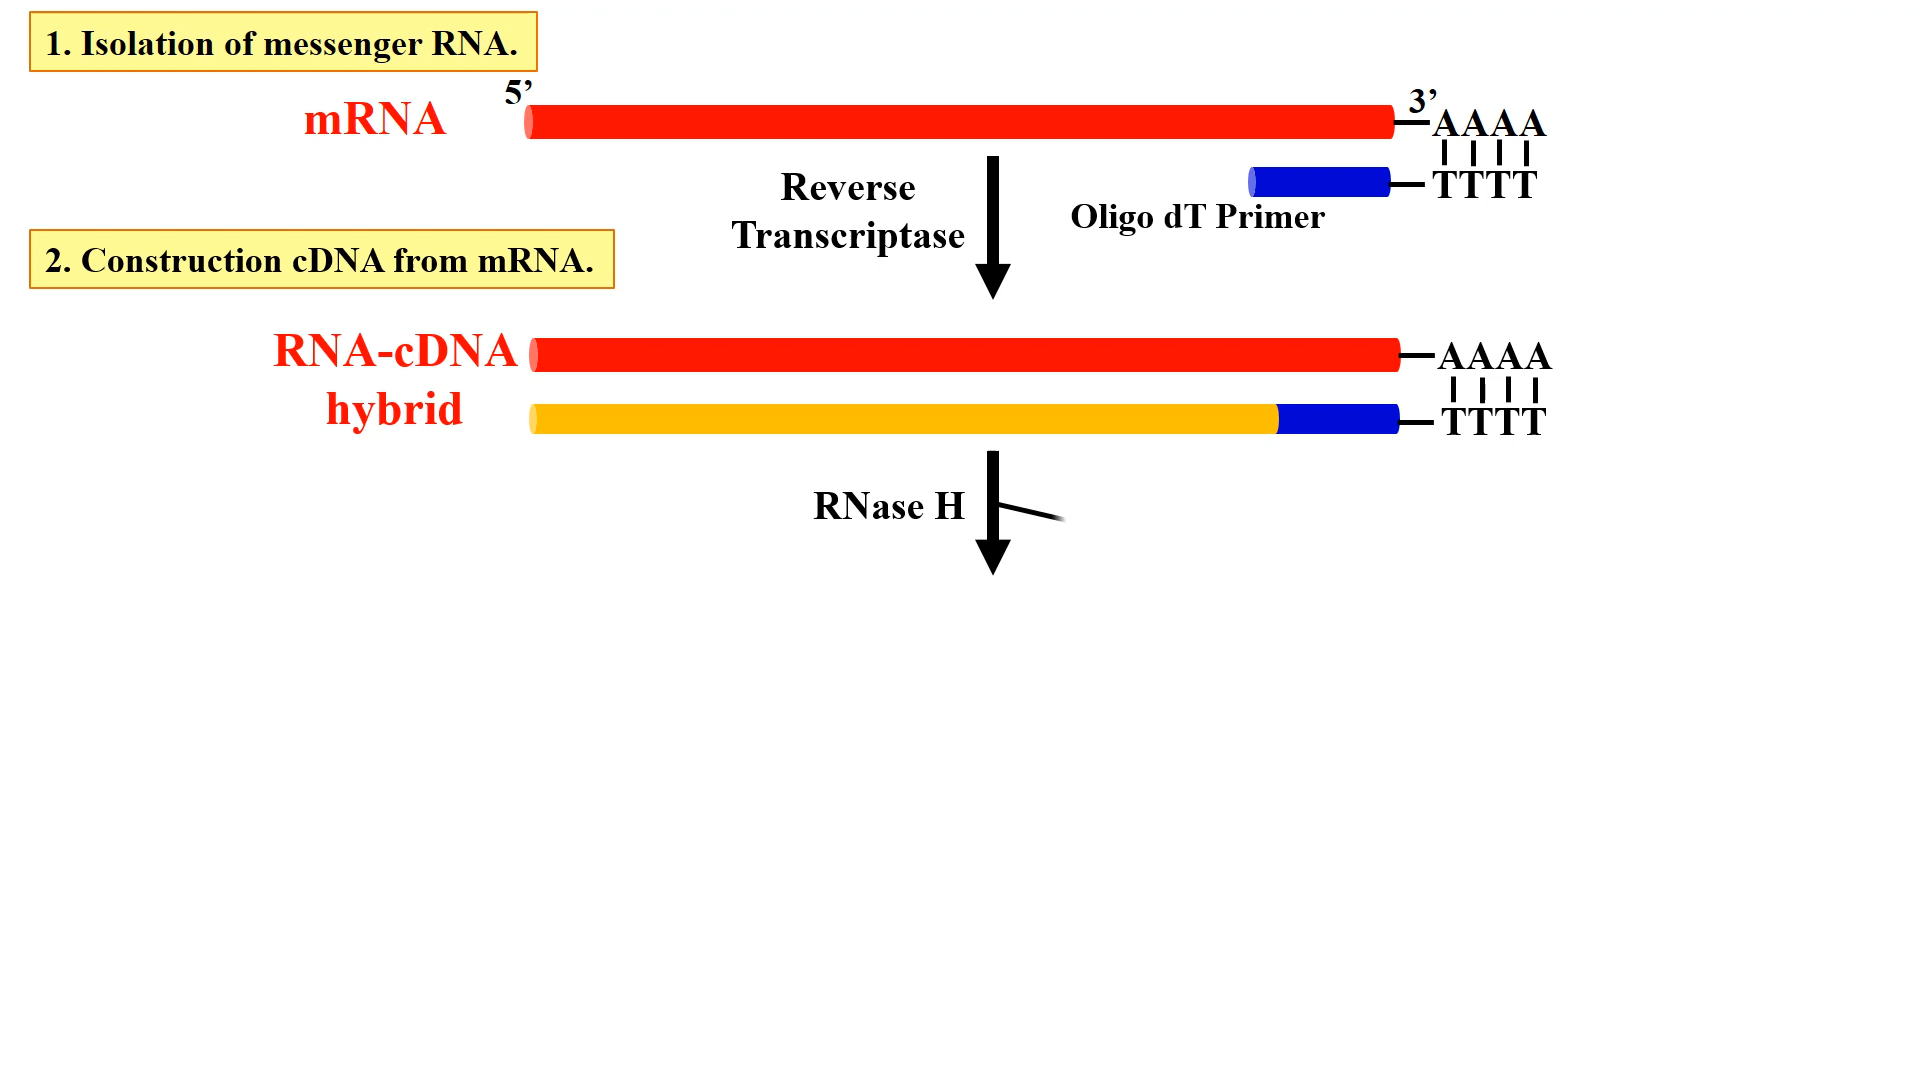 1. Isolation of messenger RNA.
5’
mRNA
3’
AAAA
Reverse
Transcriptase
TTTT
Oligo dT Primer
2. Construction cDNA from mRNA.
RNA-cDNA
hybrid
AAAA
TTTT
RNase H